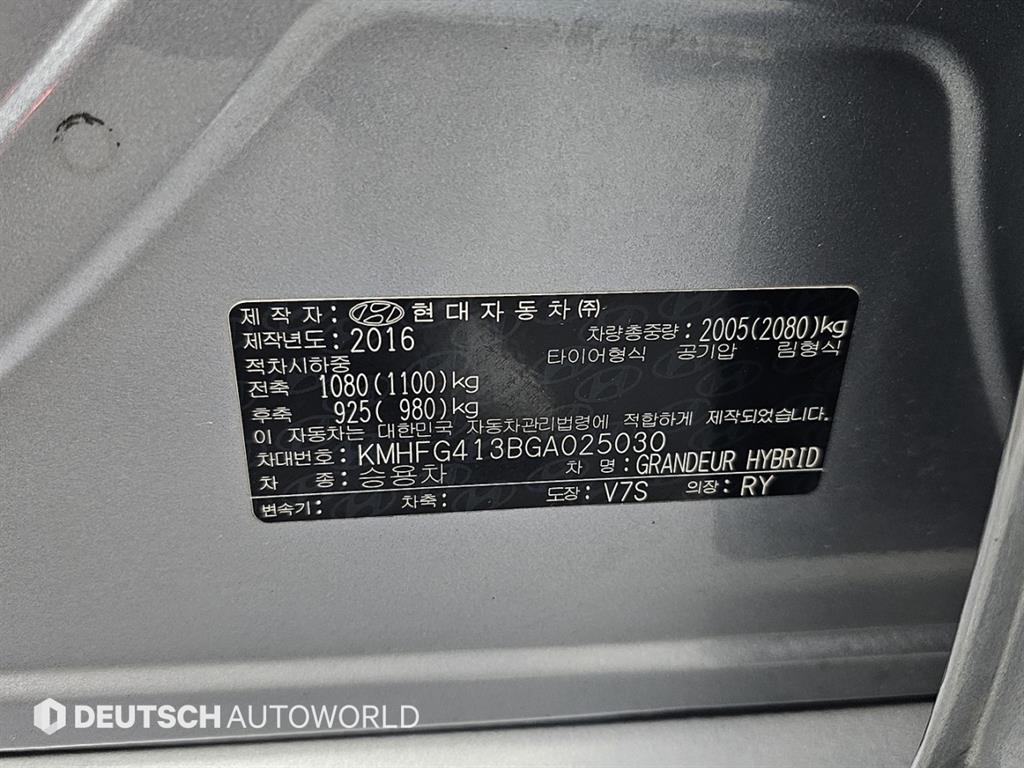 제 작 자: 현대자동차㈜
제작년도: 2016 차량총중량: 2005(2080)kg
적차시하중 타이어형식 공기압 림형식
전축 1080(1100)kg
후축 925( 980)kg
이 자동차는 대한민국 자동차관리법령에 적합하게 제작되었습니다.
차대번호: KMHFG413BGA025030
차 종: 승용차 차 명: GRANDEUR HYBRID
변속기: 차축: 도장: V7S 의장: RY
DEUTSCH AUTOWORLD